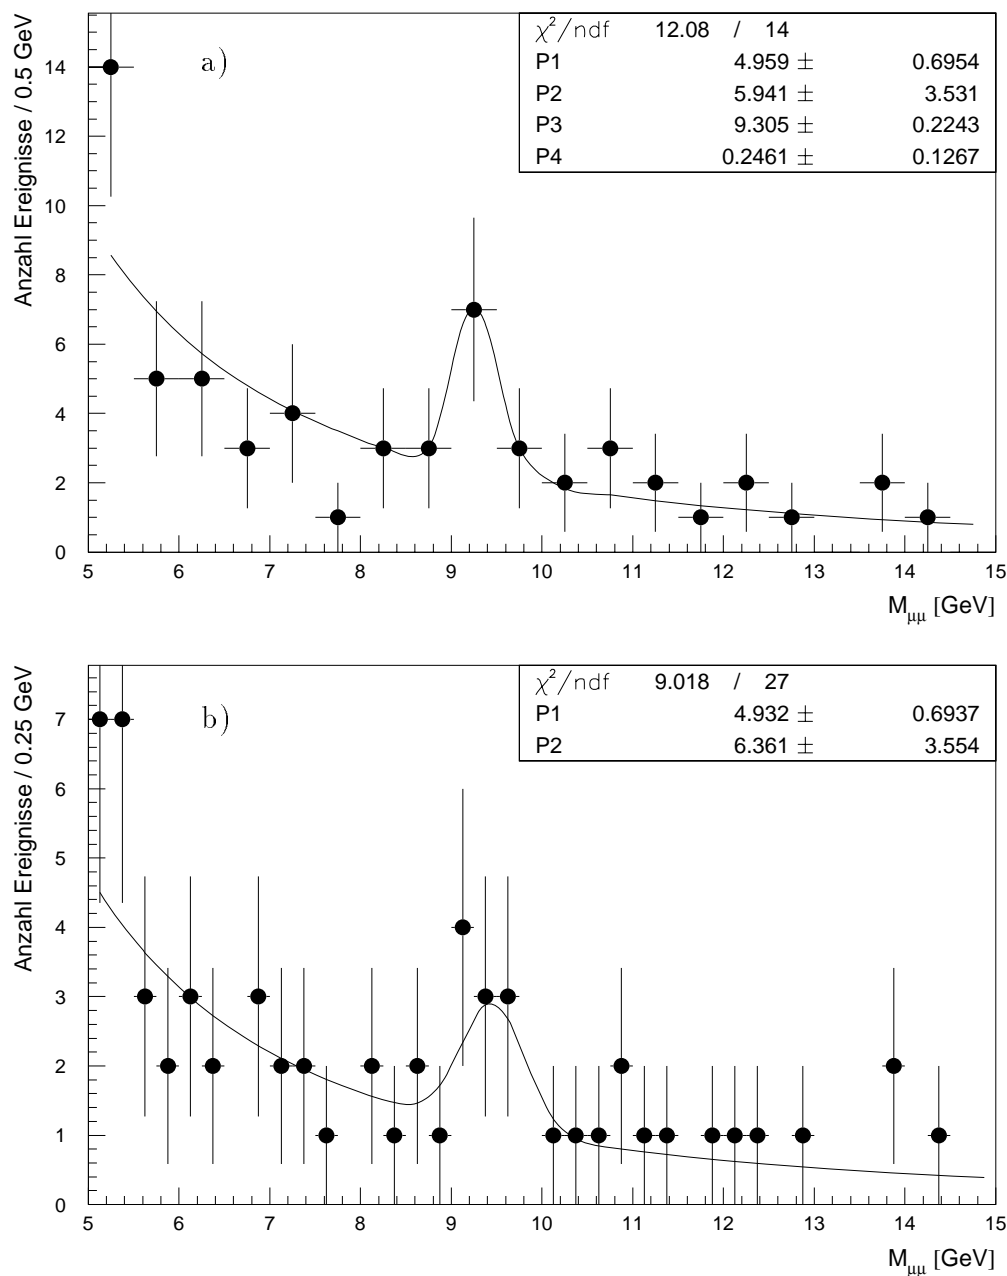 a)
χ²/ndf 12.08 / 14
P1 4.959 ± 0.6954
P2 5.941 ± 3.531
P3 9.305 ± 0.2243
P4 0.2461 ± 0.1267
Anzahl Ereignisse / 0.5 GeV
14
12
10
8
6
4
2
0
5 6 7 8 9 10 11 12 13 14 15
Mμμ [GeV]
b)
χ²/ndf 9.018 / 27
P1 4.932 ± 0.6937
P2 6.361 ± 3.554
Anzahl Ereignisse / 0.25 GeV
7
6
5
4
3
2
1
0
5 6 7 8 9 10 11 12 13 14 15
Mμμ [GeV]